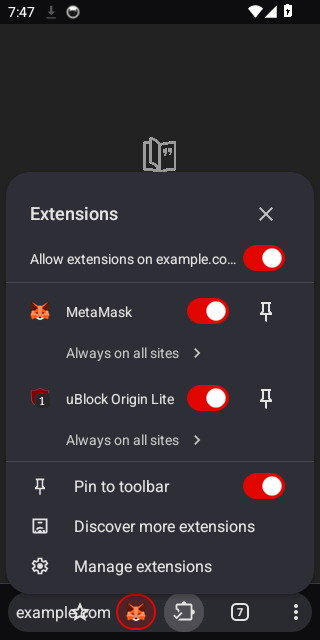 7:47
Extensions
Allow extensions on example.co...
MetaMask
Always on all sites
1
uBlock Origin Lite
Always on all sites
Pin to toolbar
Discover more extensions
Manage extensions
example.com
7